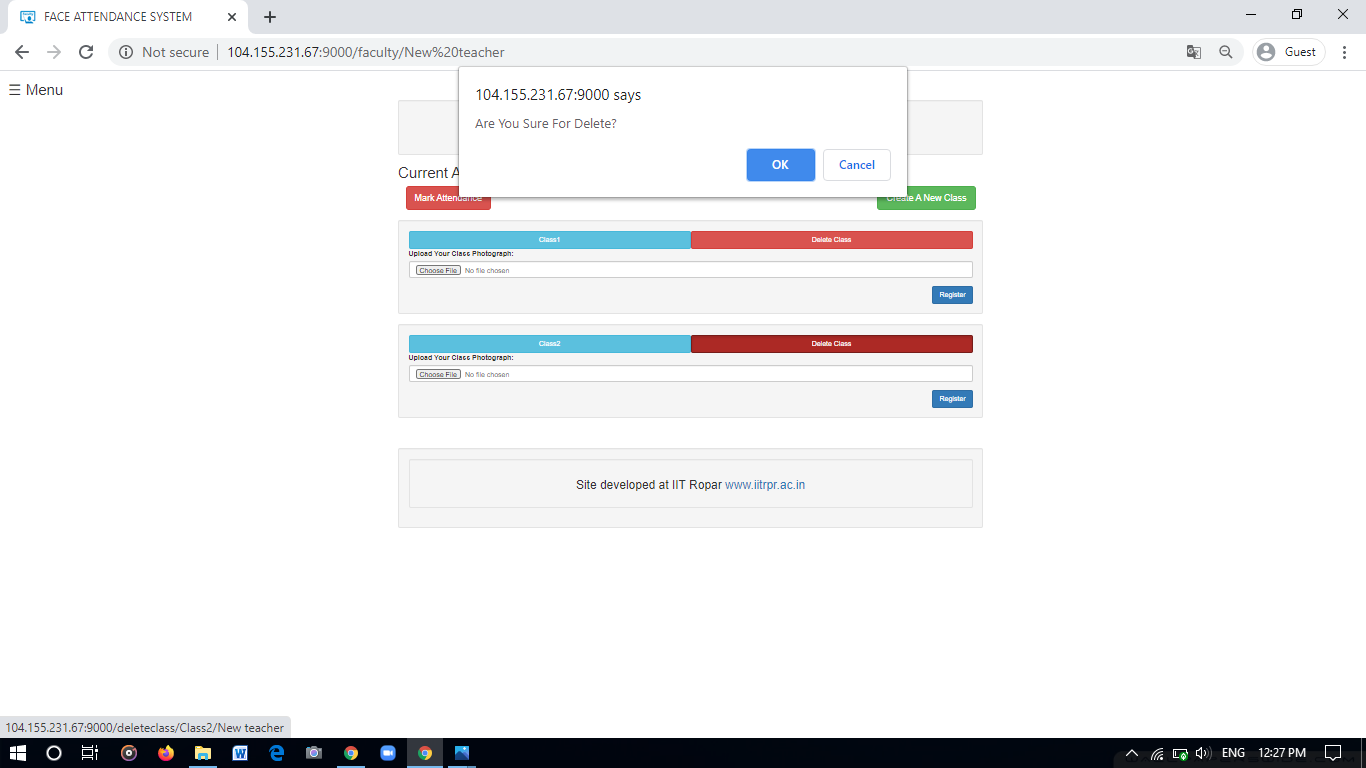 FACE ATTENDANCE SYSTEM
Not secure
104.155.231.67:9000/faculty/New%20teacher
Guest
☰ Menu
104.155.231.67:9000 says
Are You Sure For Delete?
OK
Cancel
Current A
Mark Attendance
Create A New Class
Class1
Delete Class
Upload Your Class Photograph:
Choose File No file chosen
Register
Class2
Delete Class
Upload Your Class Photograph:
Choose File No file chosen
Register
Site developed at IIT Ropar www.iitrpr.ac.in
104.155.231.67:9000/deleteclass/Class2/New teacher
ENG
12:27 PM